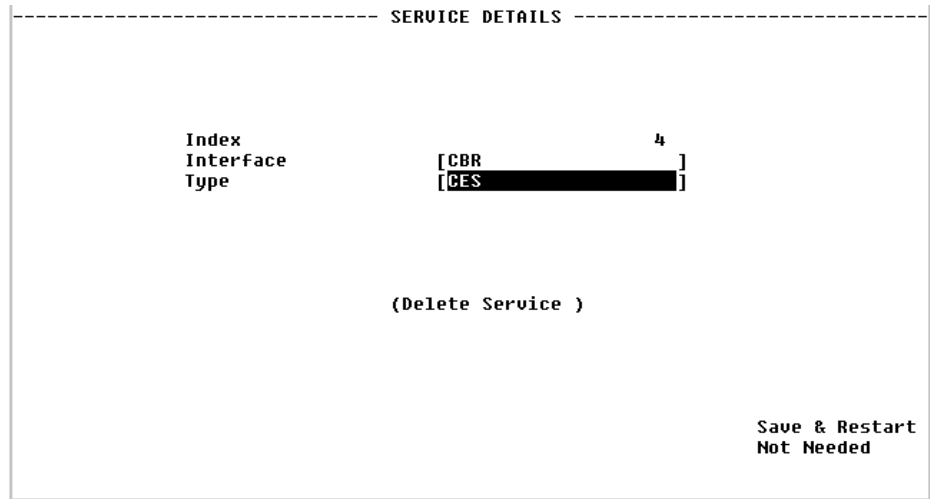 SERVICE DETAILS
Index 4
Interface [CBR ]
Type [CES ]
(Delete Service )
Save & Restart
Not Needed